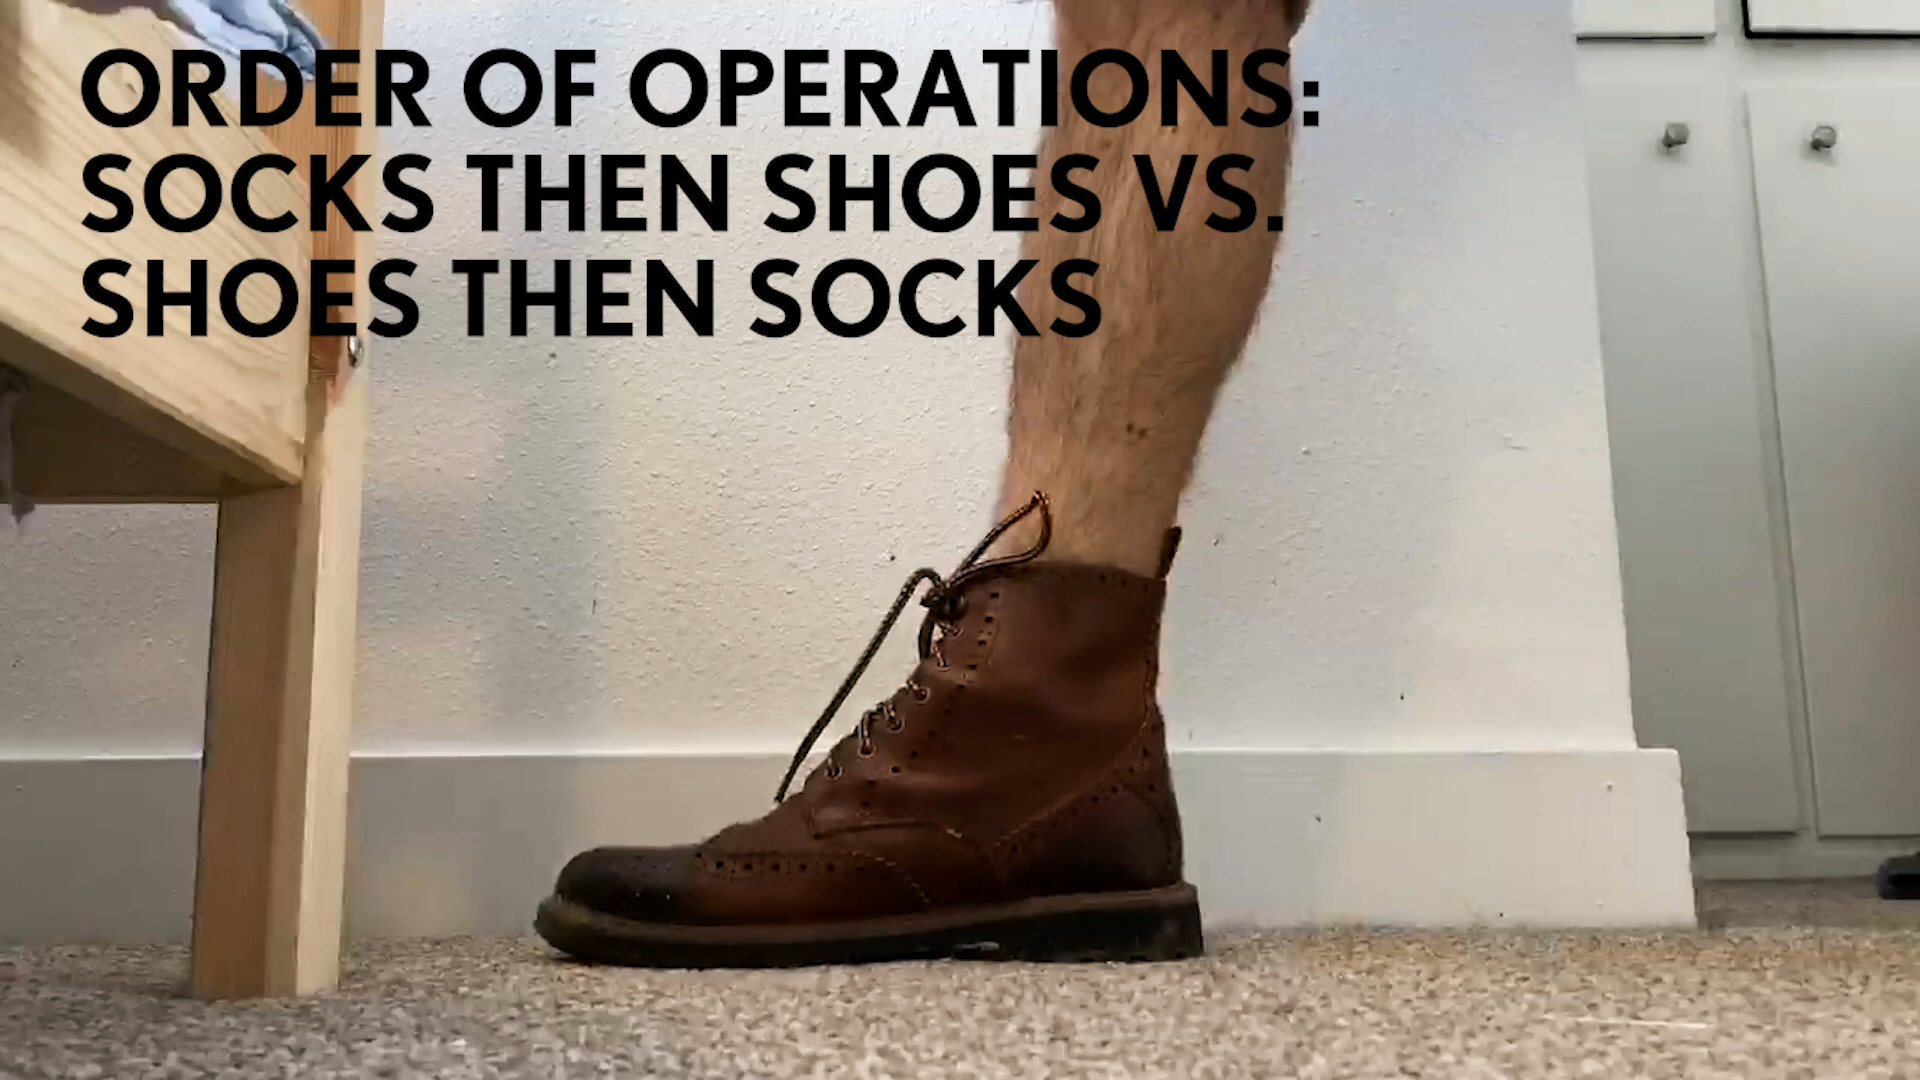 ORDER OF OPERATIONS:
SOCKS THEN SHOES VS.
SHOES THEN SOCKS